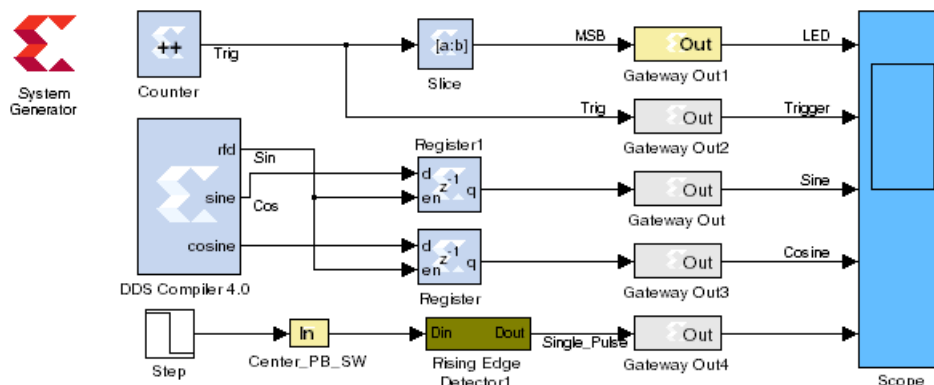 System
Generator
++
Counter
Trig
[a:b]
Slice
MSB
Out
Gateway Out1
LED
Trig
Out
Gateway Out2
Trigger
rfd
sine
cosine
DDS Compiler 4.0
Sin
Cos
Register1
d
en
z-1
q
Out
Gateway Out
Sine
d
en
z-1
q
Register
Out
Gateway Out3
Cosine
Step
In
Center_PB_SW
Din Dout
Rising Edge
Detector1
Single_Pulse
Out
Gateway Out4
Scope